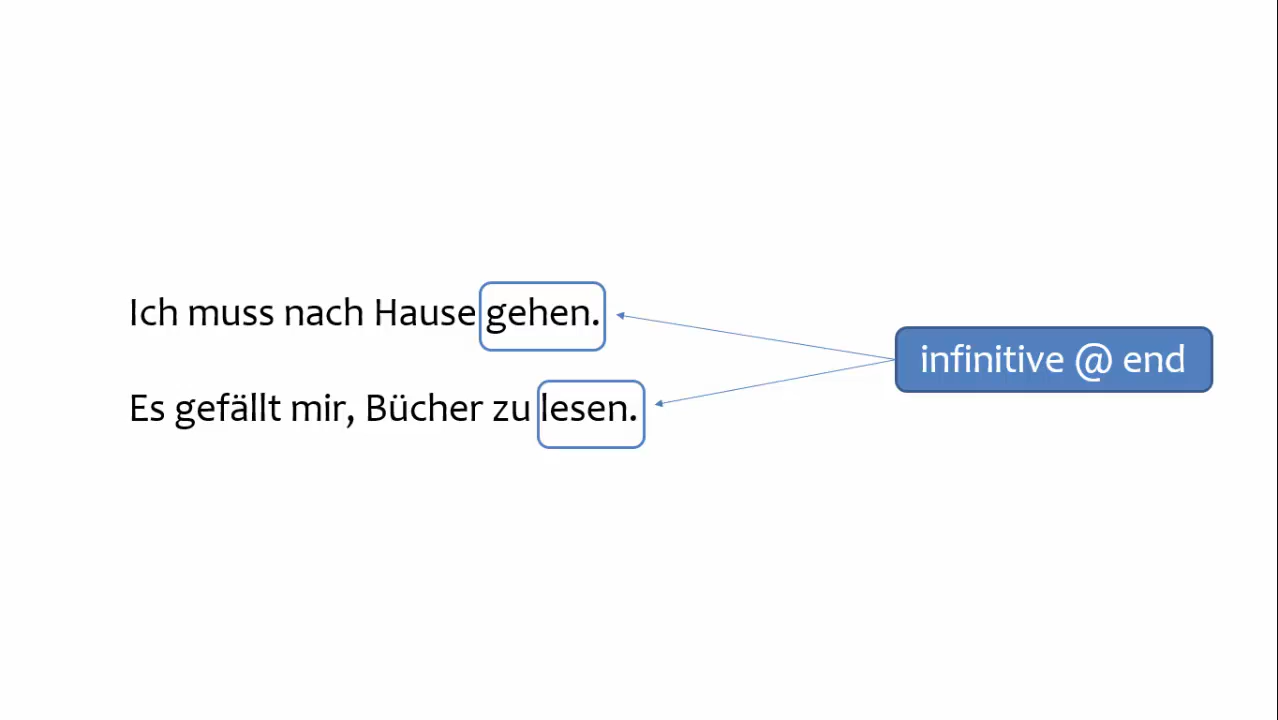 Ich muss nach Hause gehen.
infinitive @ end
Es gefällt mir, Bücher zu lesen.